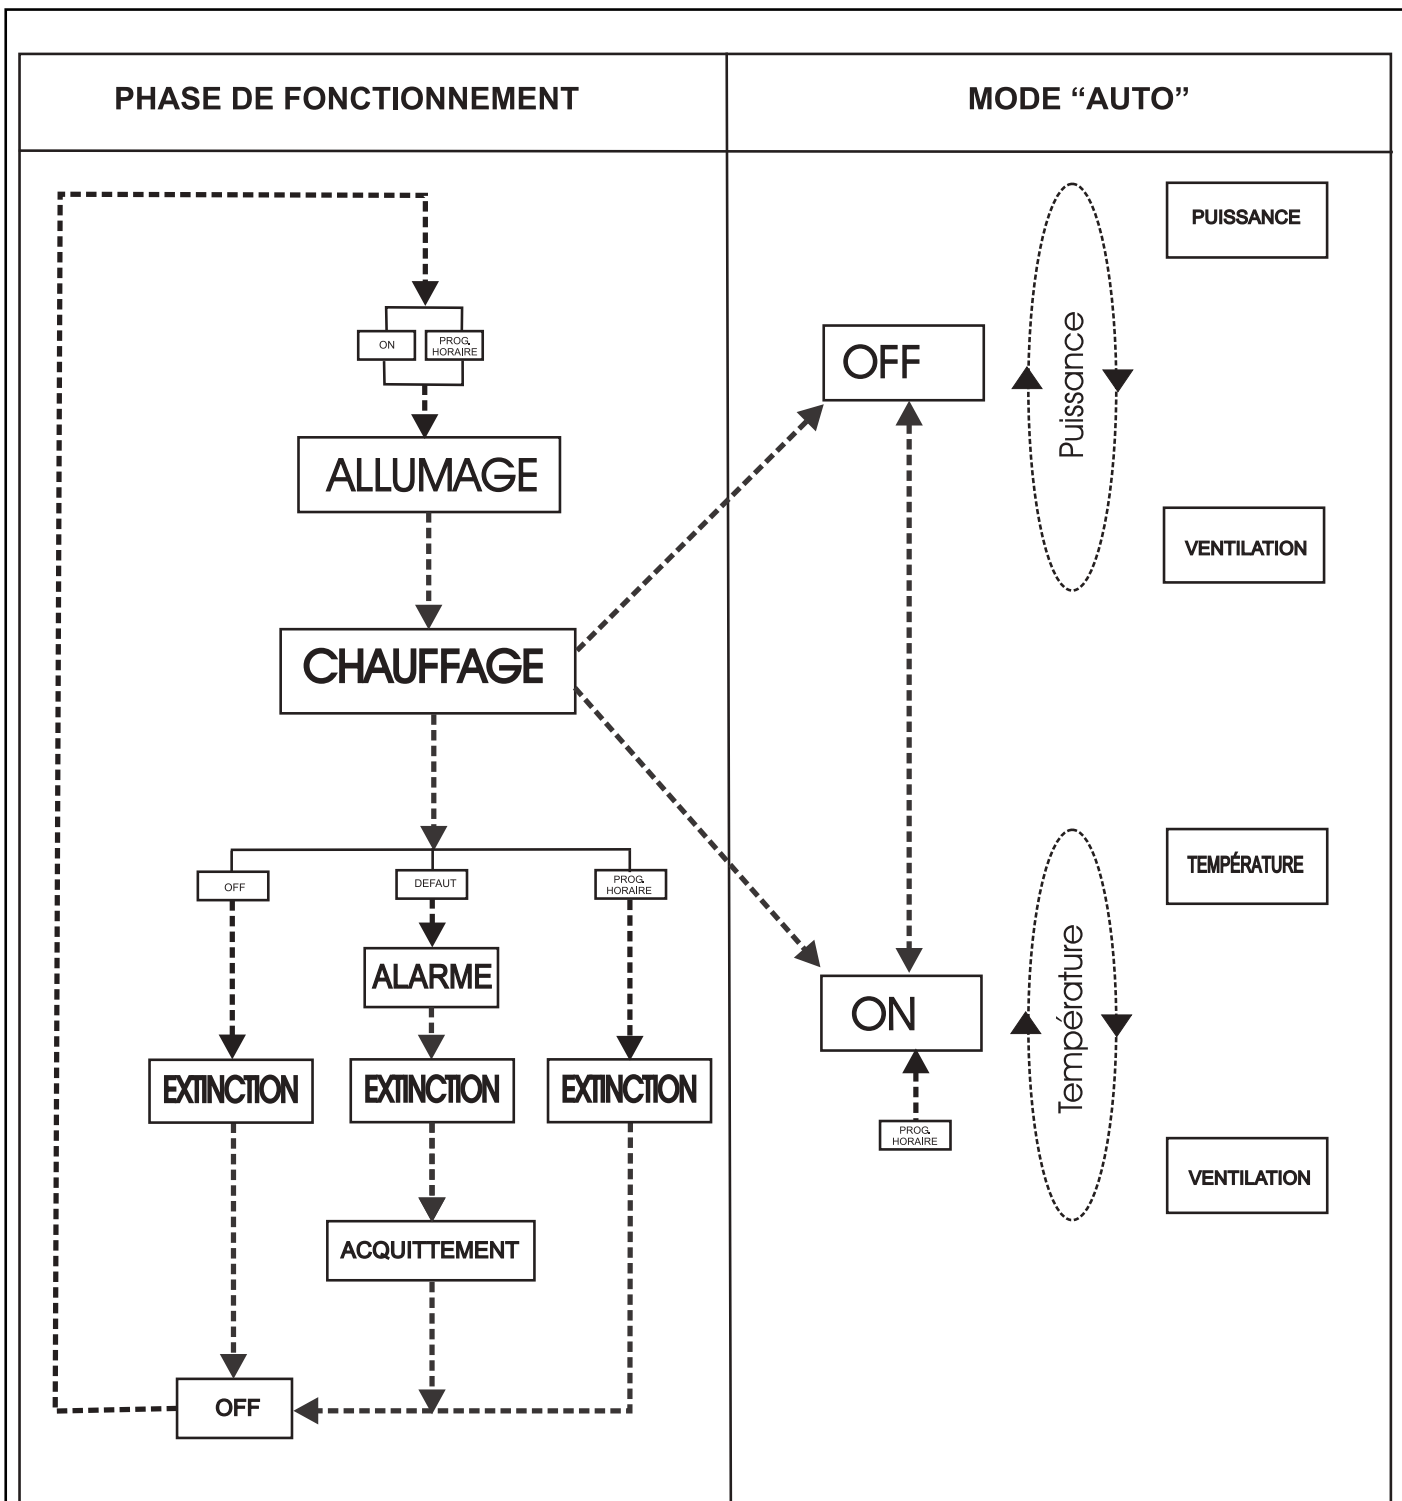 PHASE DE FONCTIONNEMENT
MODE “AUTO”
ON
PROG.
HORAIRE
ALLUMAGE
CHAUFFAGE
OFF
DEFAUT
PROG.
HORAIRE
ALARME
EXTINCTION
EXTINCTION
EXTINCTION
ACQUITTEMENT
OFF
OFF
Puissance
PUISSANCE
VENTILATION
ON
PROG.
HORAIRE
Température
TEMPÉRATURE
VENTILATION